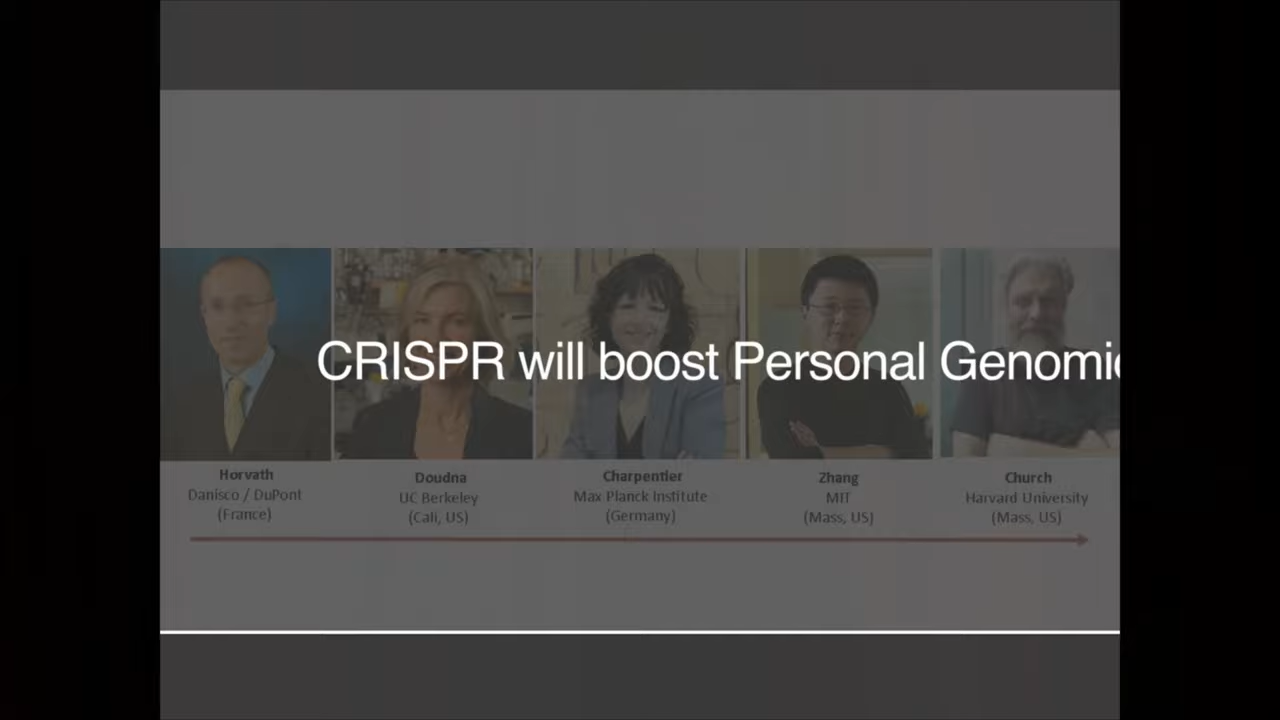 CRISPR will boost Personal Genomic
Horvath
Danisco / DuPont
(France)
Doudna
UC Berkeley
(Cali, US)
Charpentier
Max Planck Institute
(Germany)
Zhang
MIT
(Mass, US)
Church
Harvard University
(Mass, US)